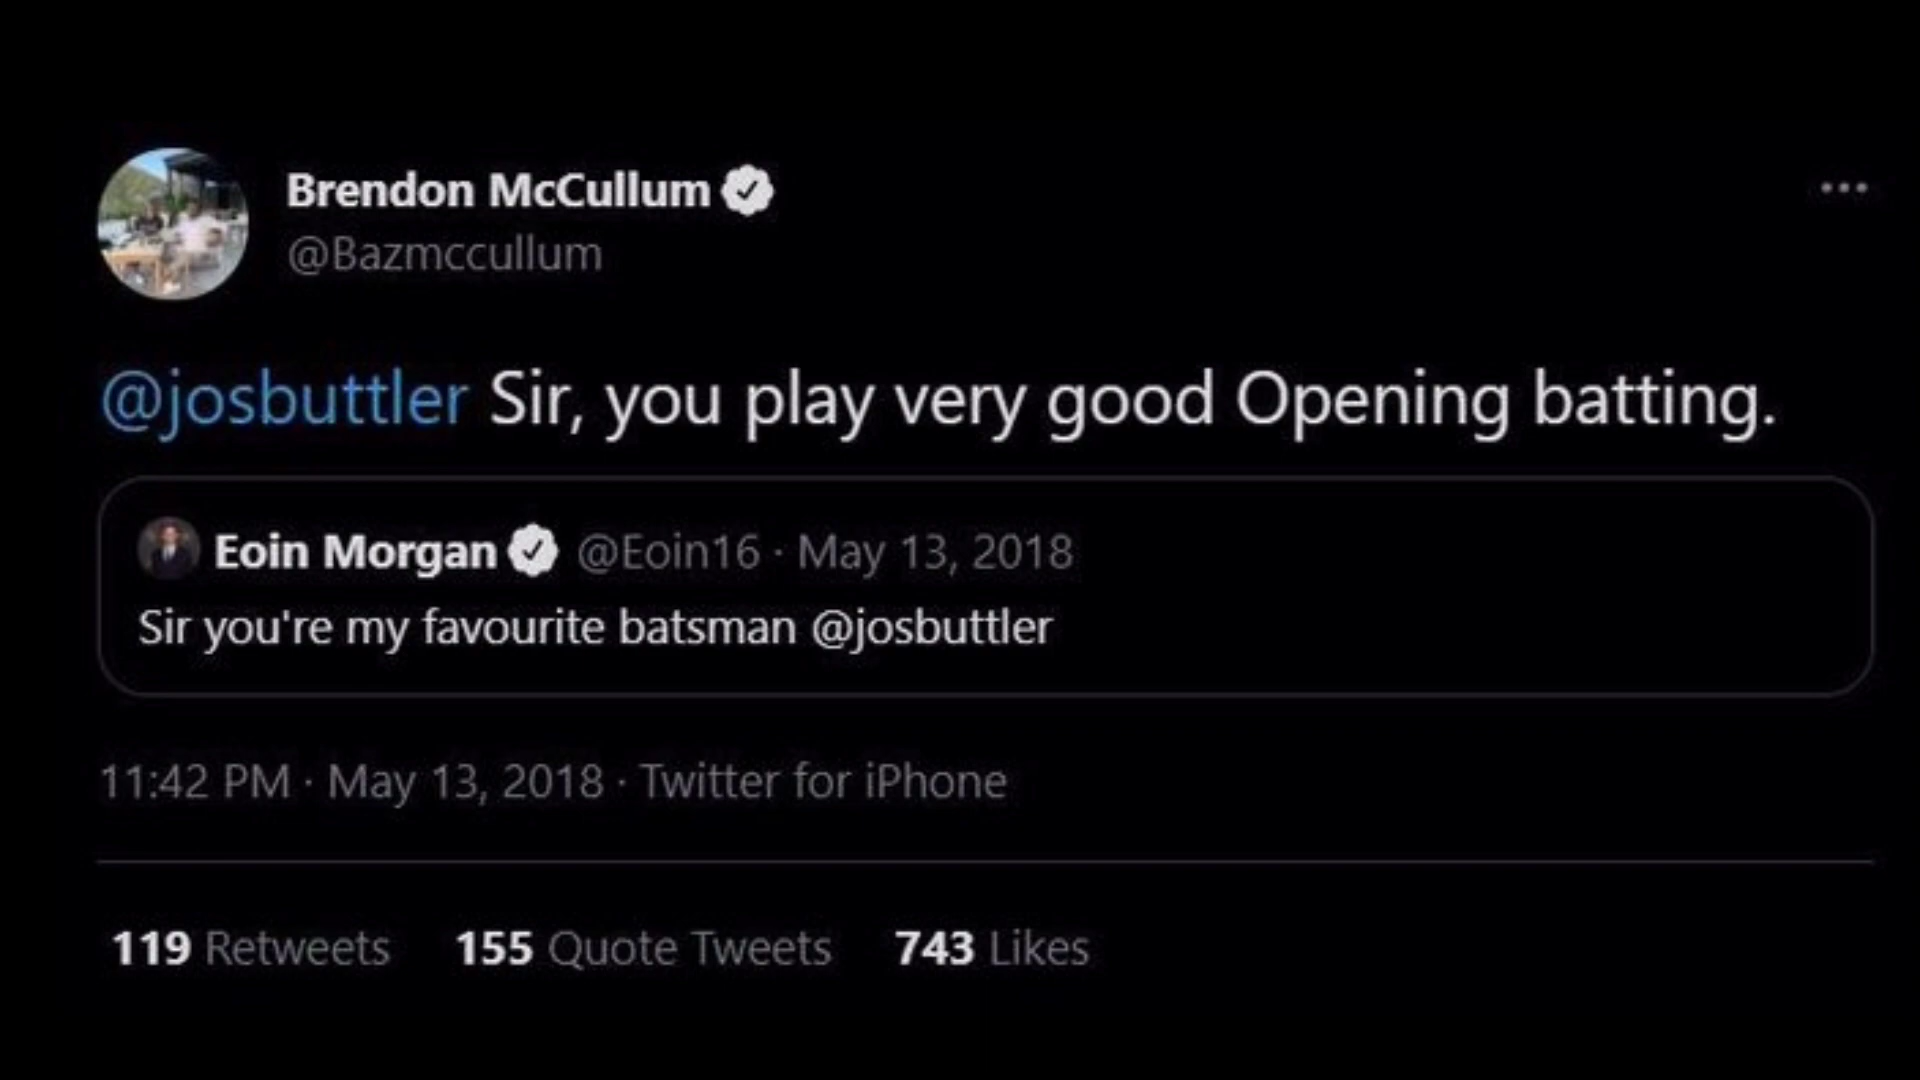 Brendon McCullum
@Bazmccullum
@josbuttler Sir, you play very good Opening batting.
Eoin Morgan @Eoin16 · May 13, 2018
Sir you're my favourite batsman @josbuttler
11:42 PM · May 13, 2018 · Twitter for iPhone
119 Retweets 155 Quote Tweets 743 Likes